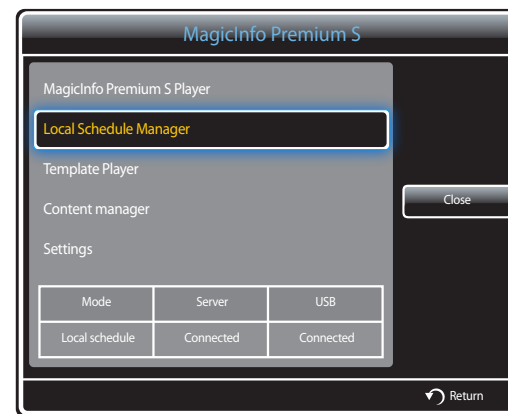 MagicInfo Premium S
MagicInfo Premium S Player
Local Schedule Manager
Template Player
Content manager
Settings
Close
Mode Server USB
Local schedule Connected Connected
Return